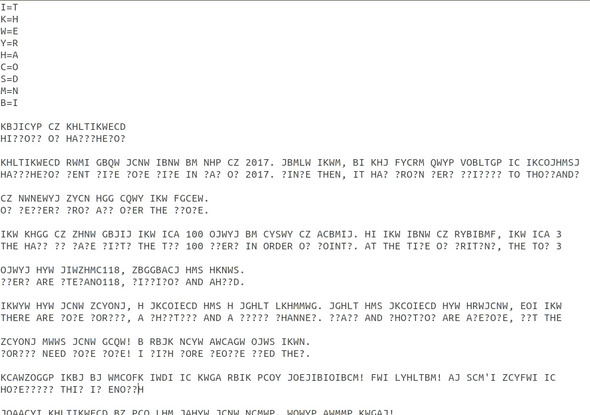 I=T
K=H
W=E
Y=R
H=A
C=O
S=D
M=N
B=I
KBJICYP CZ KHLTIKWECD
HI??O?? O? HA???HE?O?
KHLTIKWECD RWMI GBQW JCNW IBNW BM NHP CZ 2017. JBMLW IKWM, BI KHJ FYCRM QWYP VOBLTGP IC IKCOJHMSJ
HA???HE?O? ?ENT ?I?E ?O?E ?I?E IN ?A? O? 2017. ?IN?E THEN, IT HA? ?RO?N ?ER? ??I???? TO THO??AND?
CZ NWNEWYJ ZYCN HGG CQWY IKW FGCEW.
O? ?E??ER? ?RO? A?? O?ER THE ??O?E.
IKW KHGG CZ ZHNW GBJIJ IKW ICA 100 OJWYJ BM CYSWY CZ ACBMIJ. HI IKW IBNW CZ RYBIBMF, IKW ICA 3
THE HA?? O? ?A?E ?I?T? THE T?? 100 ??ER? IN ORDER O? ?OINT?. AT THE TI?E O? ?RIT?N?, THE TO? 3
OJWYJ HYW JIWZHMC118, ZBGGBACJ HMS HKNWS.
??ER? ARE ?TE?ANO118, ?I??I?O? AND AH??D.
IKWYW HYW JCNW ZCYONJ, H JKCOIECD HMS H JGHLT LKHMMWG. JGHLT HMS JKCOIECD HYW HRWJCNW, EOI IKW
THERE ARE ?O?E ?OR???, A ?H??T??? AND A ????? ?HANNE?. ??A?? AND ?HO?T?O? ARE A?E?O?E, ??T THE
ZCYONJ MWWS JCNW GCQW! B RBJK NCYW AWCAGW OJWS IKWN.
?OR??? NEED ?O?E ?O?E! I ?I?H ?ORE ?EO??E ??ED THE?.
KCAWZOGGP IKBJ BJ WMCOFK IWDI IC KWGA RBIK PCOY JOEJIBIOIBCM! FWI LYHLTBM! AJ SCM'I ZCYFWI IC
HO?E????? THI? I? ENO??H
JOAACYI KHLTIKWECD BZ PCO LHM JAHYW JCNW NCMWP. WQWYP AWMMP KWGAJ!